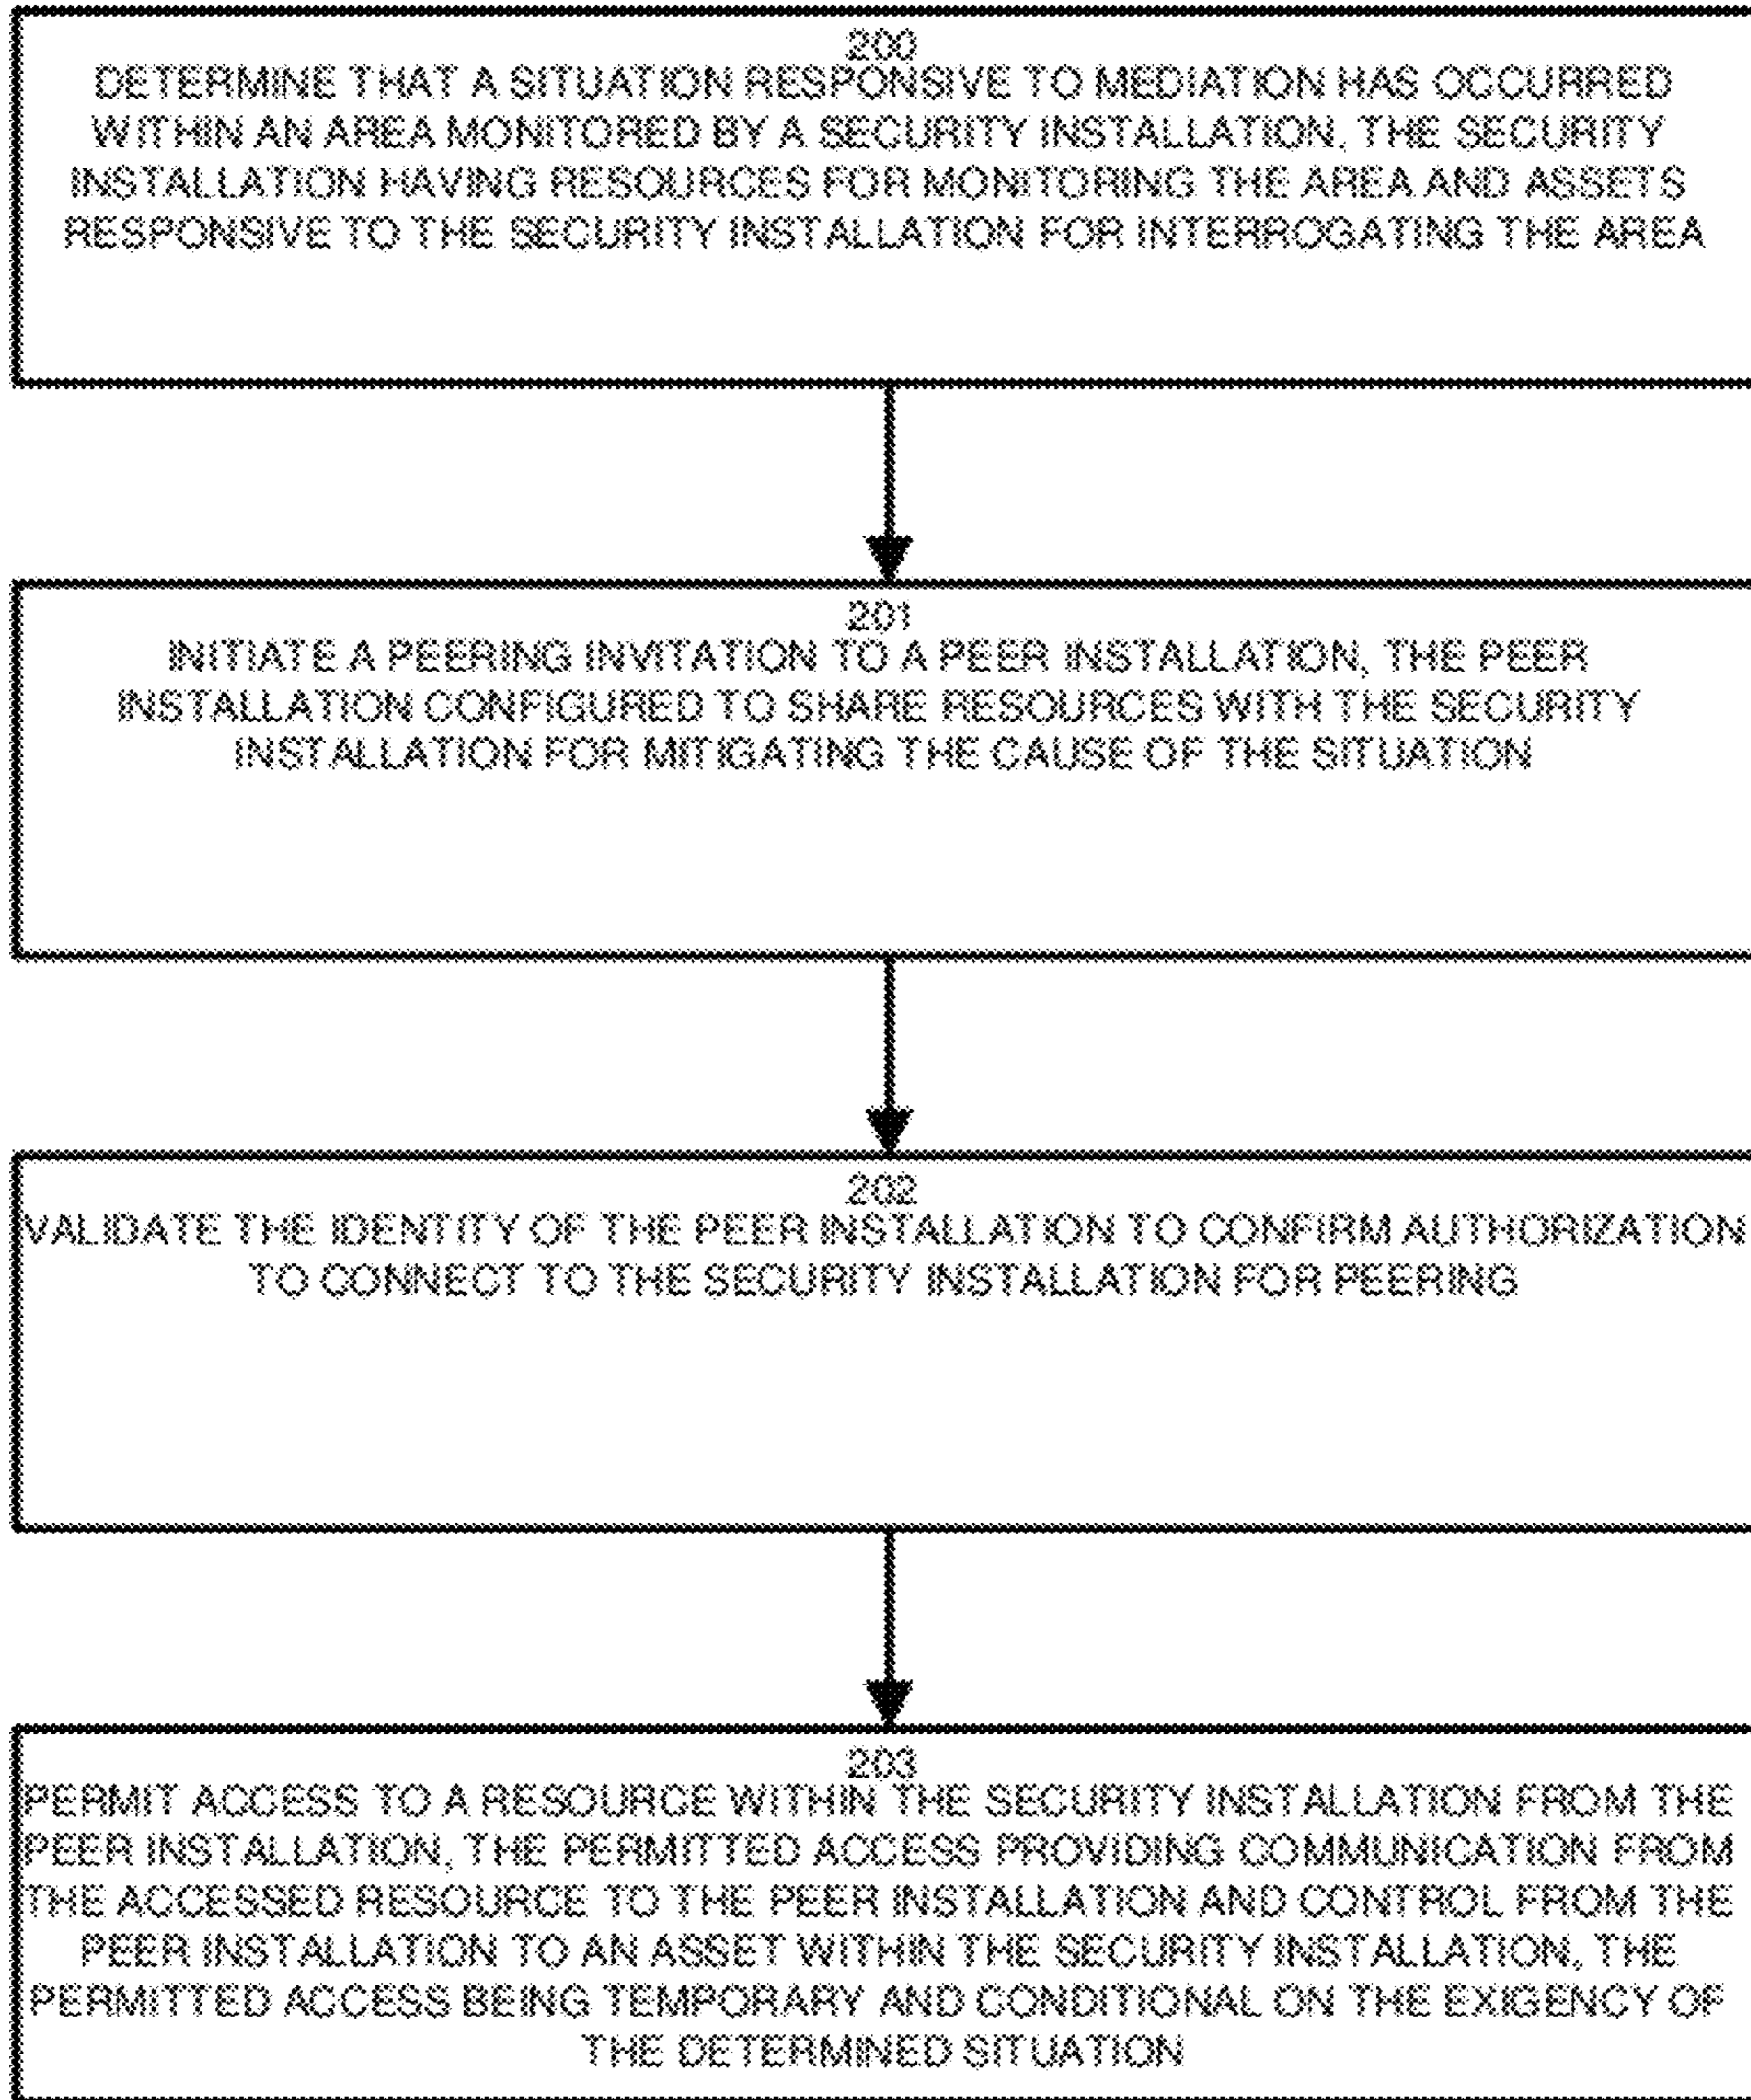 200
DETERMINE THAT A SITUATION RESPONSIVE TO MEDIATION HAS OCCURRED
WITHIN AN AREA MONITORED BY A SECURITY INSTALLATION, THE SECURITY
INSTALLATION HAVING RESOURCES FOR MONITORING THE AREA AND ASSETS
RESPONSIVE TO THE SECURITY INSTALLATION FOR INTERROGATING THE AREA
201
INITIATE A PEERING INVITATION TO A PEER INSTALLATION, THE PEER
INSTALLATION CONFIGURED TO SHARE RESOURCES WITH THE SECURITY
INSTALLATION FOR MITIGATING THE CAUSE OF THE SITUATION
202
VALIDATE THE IDENTITY OF THE PEER INSTALLATION TO CONFIRM AUTHORIZATION
TO CONNECT TO THE SECURITY INSTALLATION FOR PEERING
203
PERMIT ACCESS TO A RESOURCE WITHIN THE SECURITY INSTALLATION FROM THE
PEER INSTALLATION, THE PERMITTED ACCESS PROVIDING COMMUNICATION FROM
THE ACCESSED RESOURCE TO THE PEER INSTALLATION AND CONTROL FROM THE
PEER INSTALLATION TO AN ASSET WITHIN THE SECURITY INSTALLATION, THE
PERMITTED ACCESS BEING TEMPORARY AND CONDITIONAL ON THE EXIGENCY OF
THE DETERMINED SITUATION